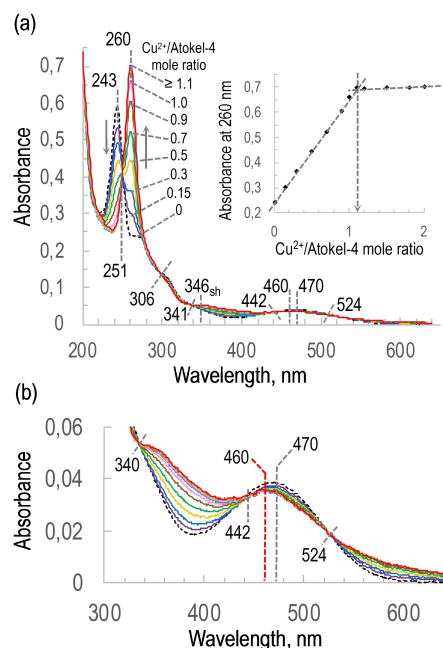 (a)
260
Cu²⁺/Atokel-4
mole ratio
243
≥ 1.1
1.0
0.9
0.7
0.5
0.3
0.15
0
251
306
341
346sh
442
460
470
524
0,7
0,6
0,5
0,4
0,3
0,2
0,1
0
Absorbance
200 300 400 500 600
Wavelength, nm
0,7
0,6
0,5
0,4
0,3
0,2
Absorbance at 260 nm
0 1 2
Cu²⁺/Atokel-4 mole ratio
(b)
0,06
0,04
0,02
0
Absorbance
340
460
470
442
524
300 400 500 600
Wavelength, nm